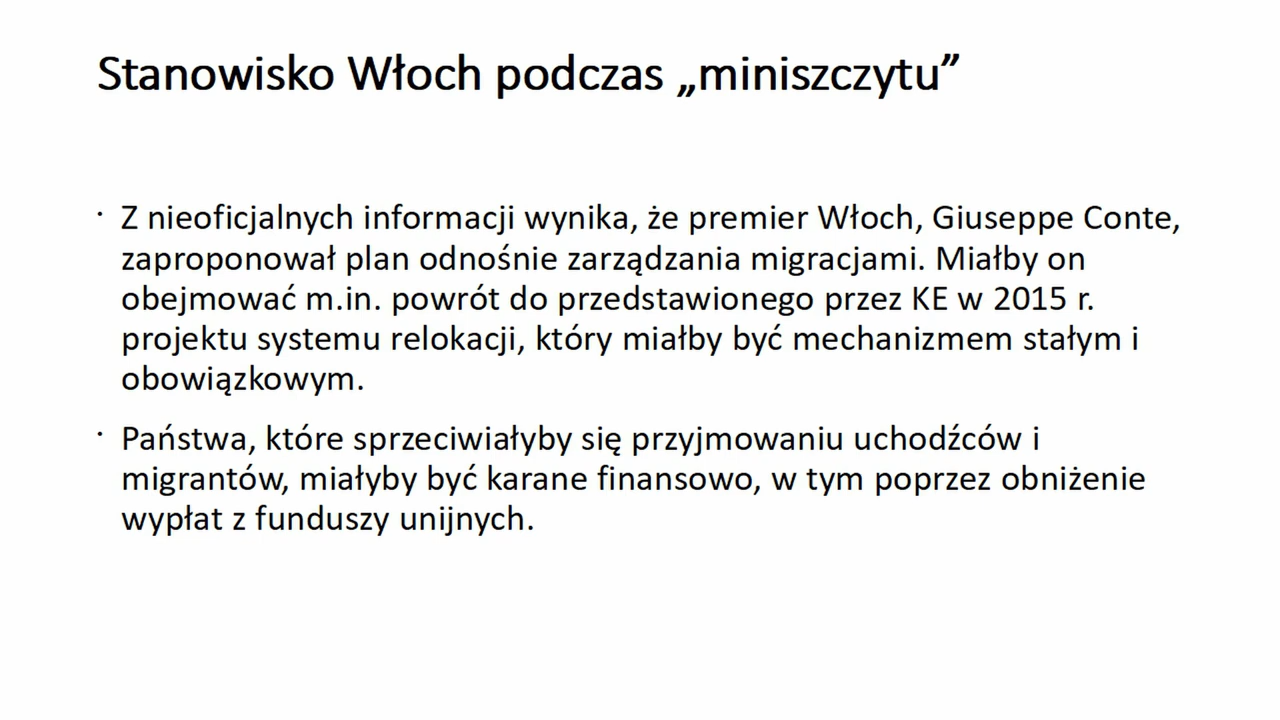 Stanowisko Włoch podczas „miniszczytu”
• Z nieoficjalnych informacji wynika, że premier Włoch, Giuseppe Conte,
zaproponował plan odnośnie zarządzania migracjami. Miałby on
obejmować m.in. powrót do przedstawionego przez KE w 2015 r.
projektu systemu relokacji, który miałby być mechanizmem stałym i
obowiązkowym.
• Państwa, które sprzeciwiałyby się przyjmowaniu uchodźców i
migrantów, miałyby być karane finansowo, w tym poprzez obniżenie
wypłat z funduszy unijnych.